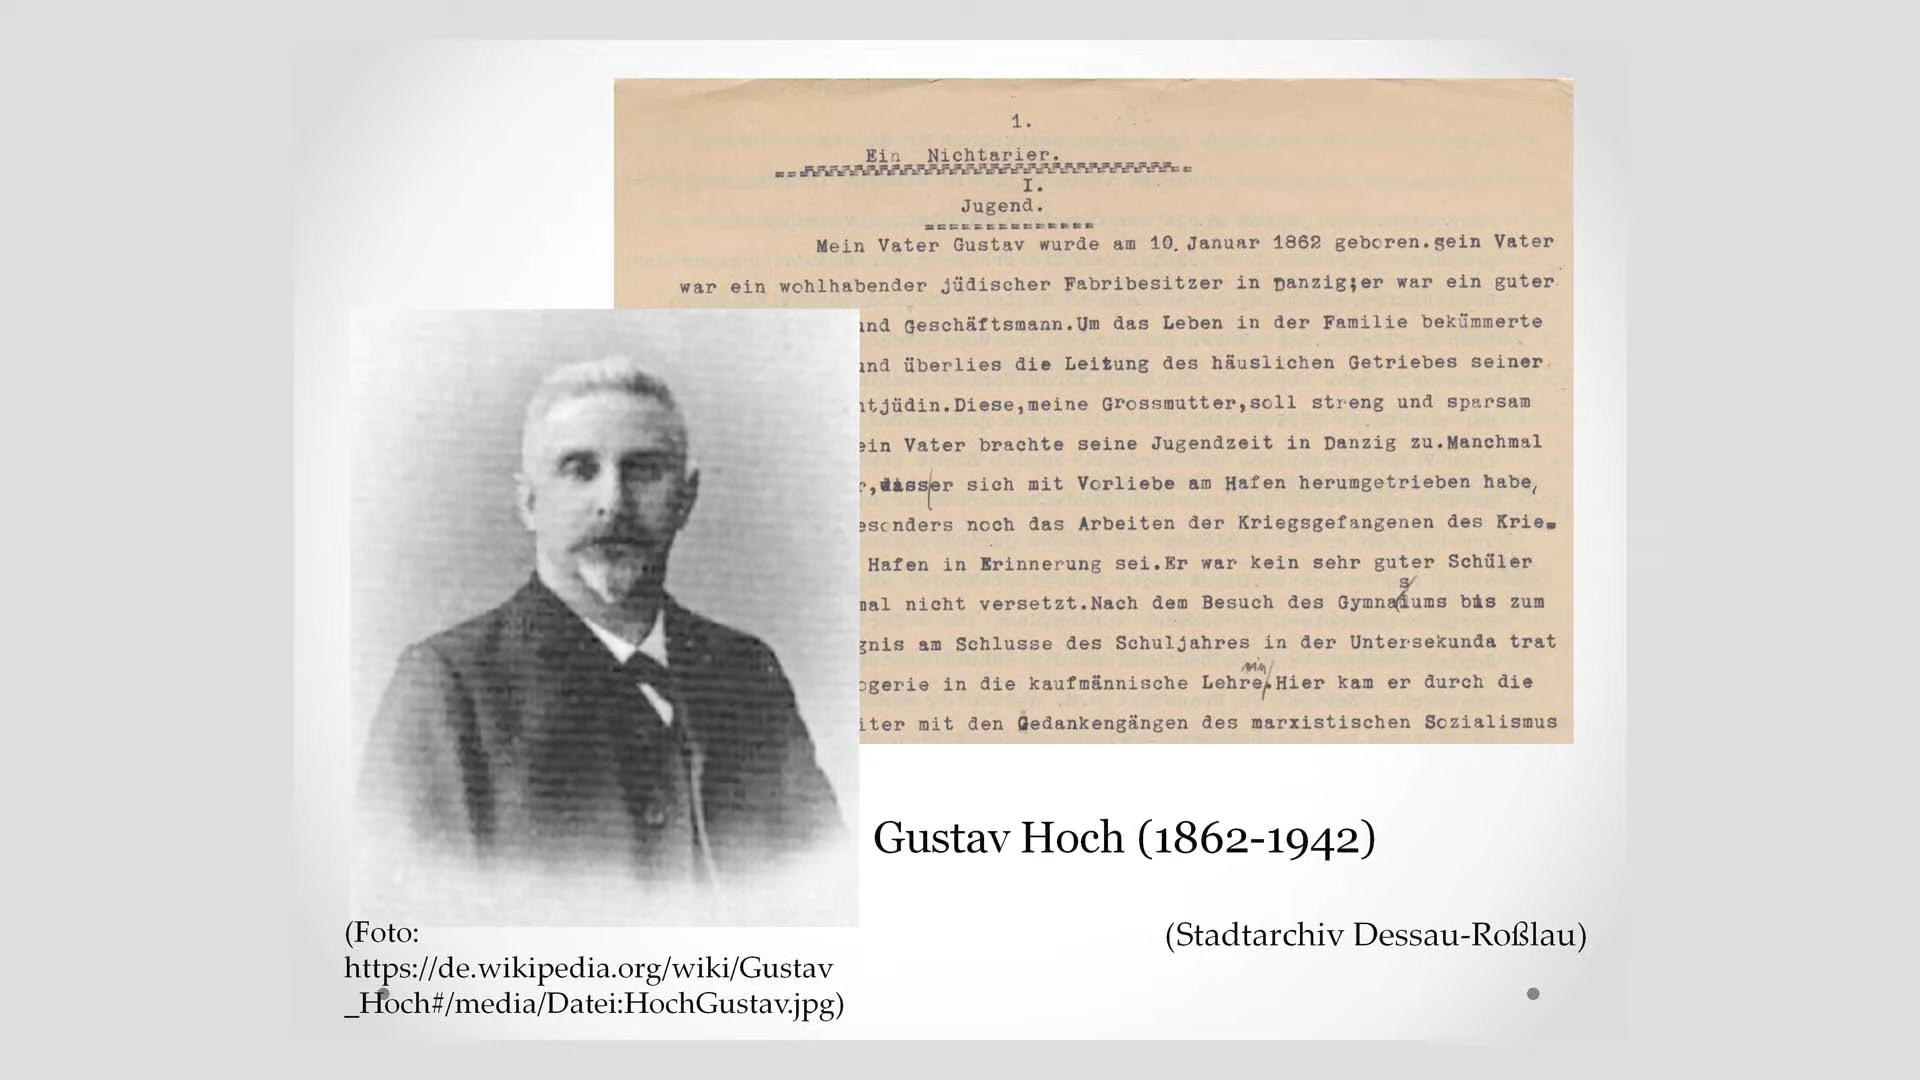 1.
Ein Nichtarier.
I.
Jugend.
Mein Vater Gustav wurde am 10. Januar 1862 geboren.sein Vater
war ein wohlhabender jüdischer Fabribesitzer in Danzig;er war ein guter
und Geschäftsmann.Um das Leben in der Familie bekümmerte
und überlies die Leitung des häuslichen Getriebes seiner
tjüdin.Diese,meine Grossmutter,soll streng und sparsam
ein Vater brachte seine Jugendzeit in Danzig zu.Manchmal
r,dass er sich mit Vorliebe am Hafen herumgetrieben habe,
esonders noch das Arbeiten der Kriegsgefangenen des Krie-
Hafen in Erinnerung sei.Er war kein sehr guter Schüler
mal nicht versetzt.Nach dem Besuch des Gymnasiums bis zum
gnis am Schlusse des Schuljahres in der Untersekunda trat
ogerie in die kaufmännische Lehre ein.Hier kam er durch die
iter mit den Gedankengängen des marxistischen Sozialismus
Gustav Hoch (1862-1942)
(Foto:
https://de.wikipedia.org/wiki/Gustav
_Hoch#/media/Datei:HochGustav.jpg)
(Stadtarchiv Dessau-Roßlau)